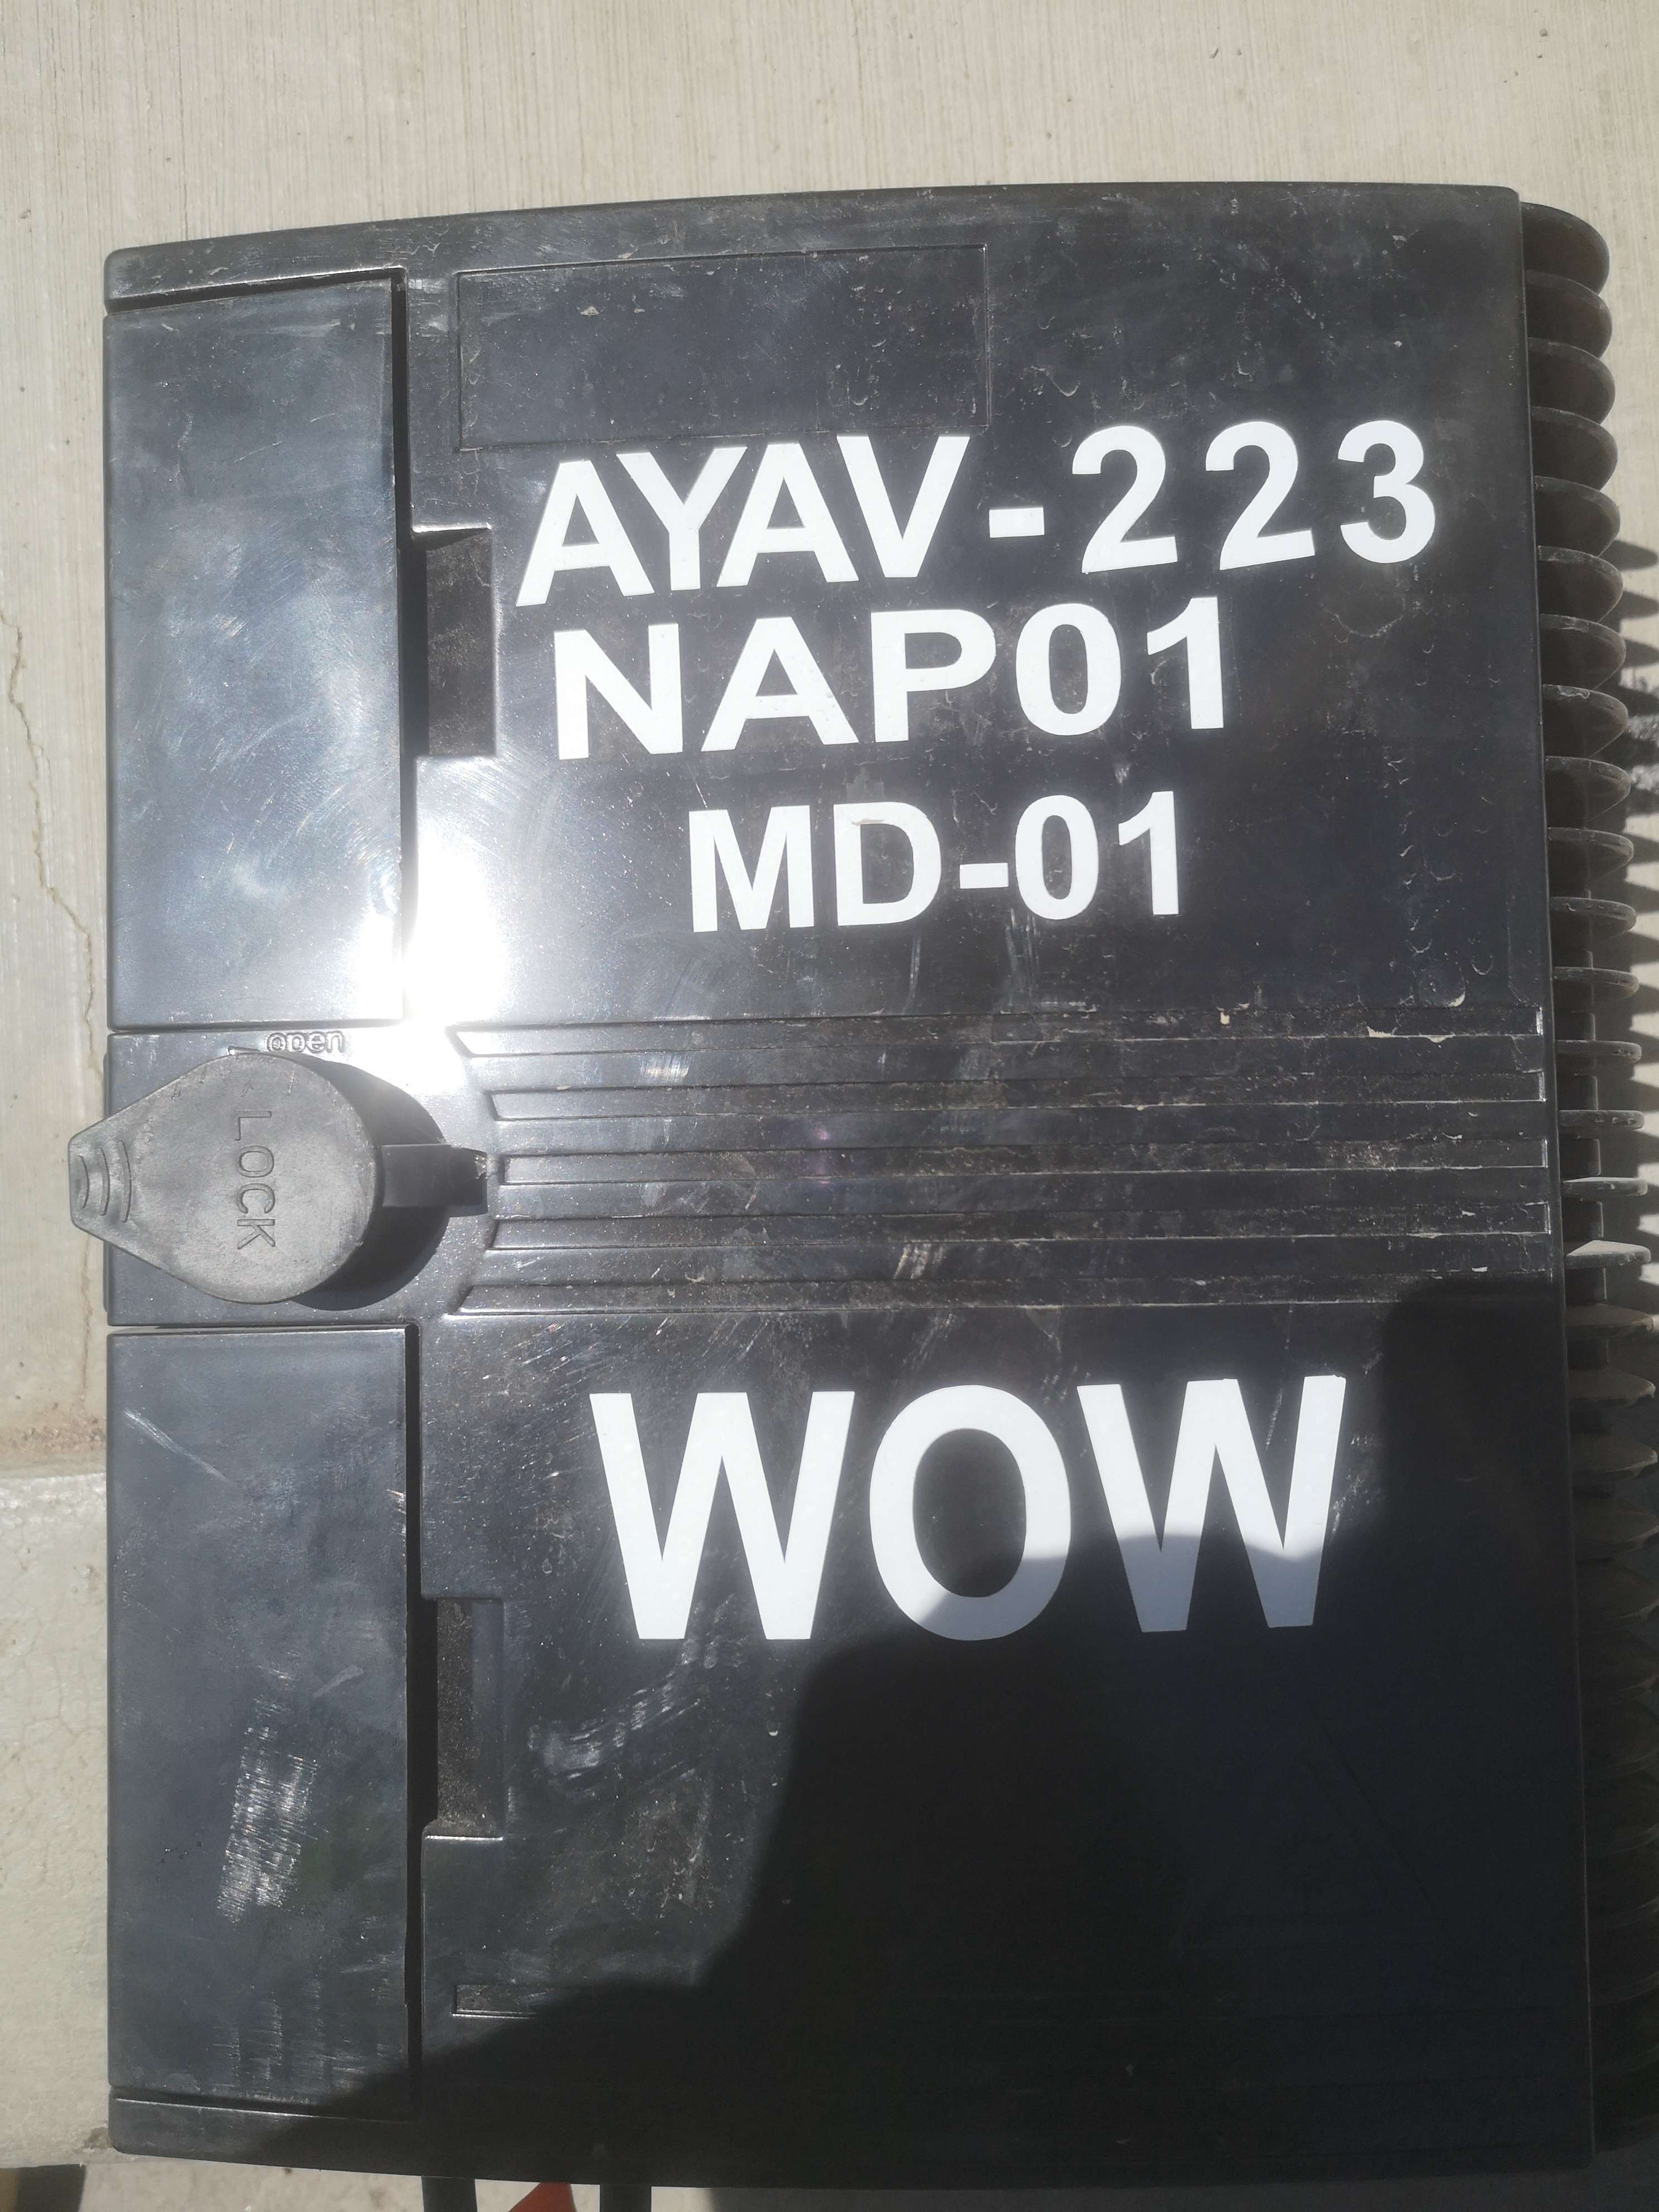 AYAV-223
NAP01
MD-01
open
LOCK
WOW